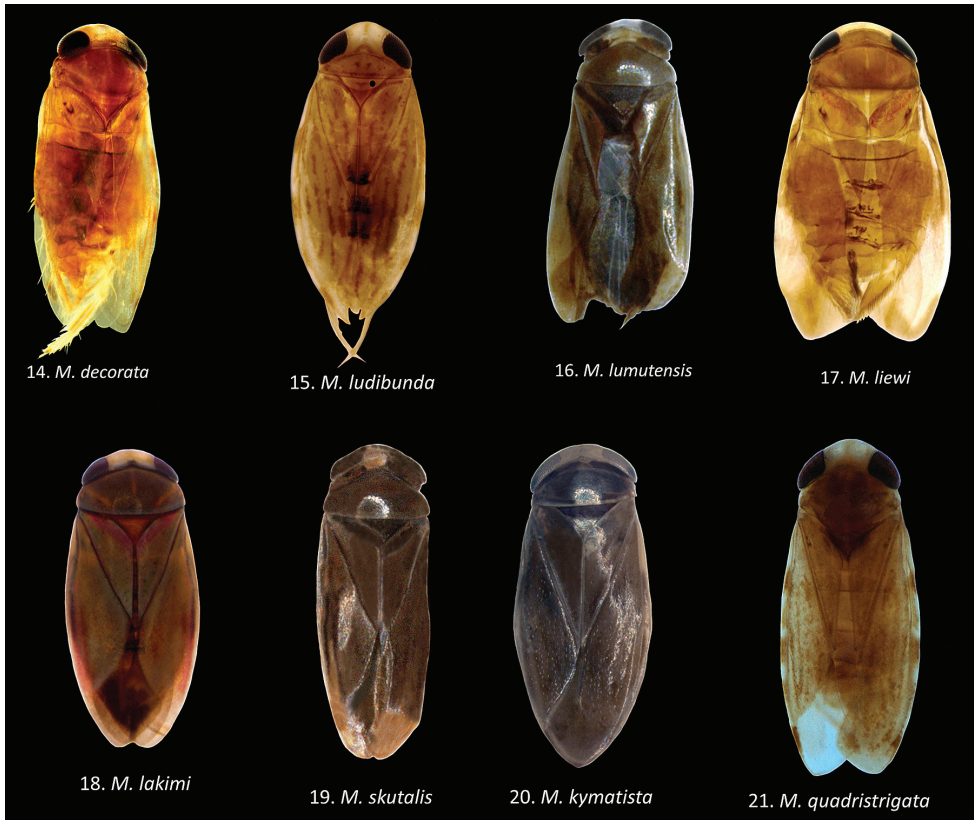 14. M. decorata
15. M. ludibunda
16. M. lumutensis
17. M. liewi
18. M. lakimi
19. M. skutalis
20. M. kymatista
21. M. quadristrigata